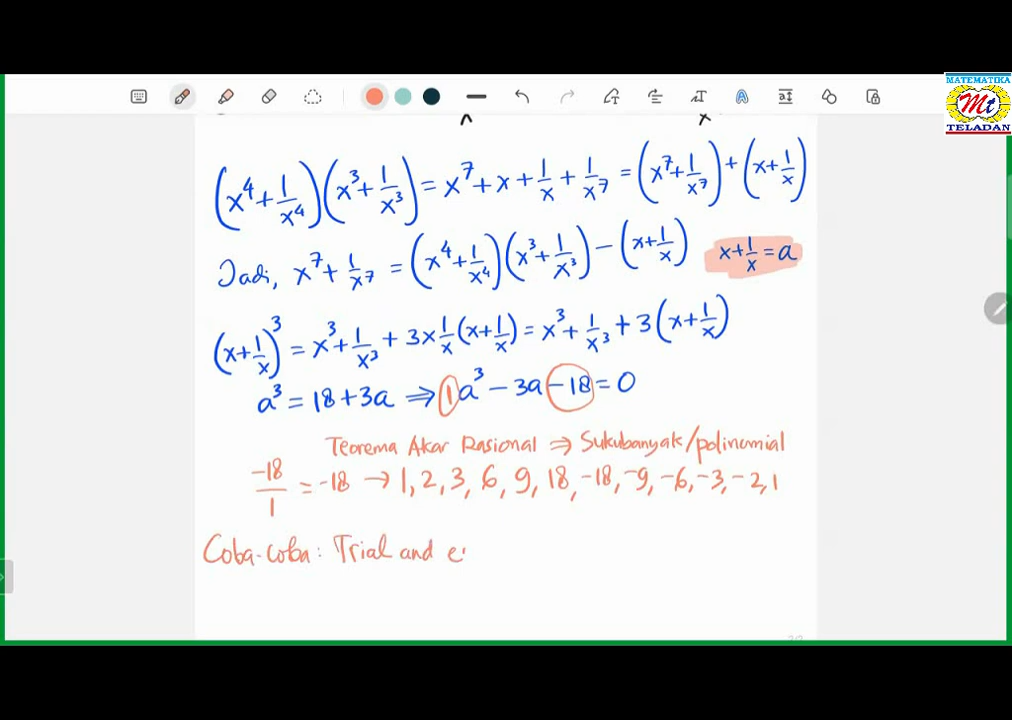 MATEMATIKA
Mt
TELADAN
(x⁴+1/x⁴)(x³+1/x³) = x⁷+x+1/x+1/x⁷ = (x⁷+1/x⁷)+(x+1/x)
Jadi, x⁷+1/x⁷ = (x⁴+1/x⁴)(x³+1/x³)-(x+1/x) x+1/x=a
(x+1/x)³ = x³+1/x³+3x1/x(x+1/x) = x³+1/x³+3(x+1/x)
a³ = 18+3a ⇒ 1a³-3a-18=0
Teorema Akar Rasional ⇒ Sukubanyak/polinomial
-18/1 = -18 → 1, 2, 3, 6, 9, 18, -18, -9, -6, -3, -2, 1
Coba-coba: Trial and e